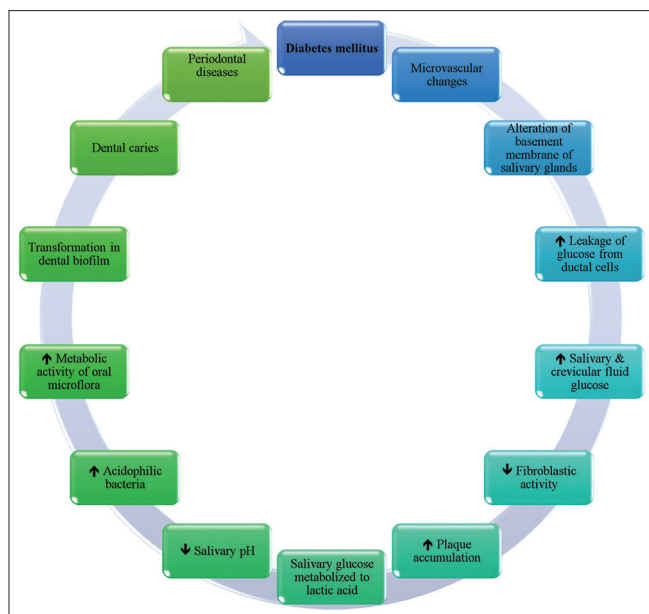 Diabetes mellitus
Microvascular
changes
Alteration of
basement
membrane of
salivary glands
↑ Leakage of
glucose from
ductal cells
↑ Salivary &
crevicular fluid
glucose
↓ Fibroblastic
activity
↑ Plaque
accumulation
Salivary glucose
metabolized to
lactic acid
↓ Salivary pH
↑ Acidophilic
bacteria
↑ Metabolic
activity of oral
microflora
Transformation in
dental biofilm
Dental caries
Periodontal
diseases